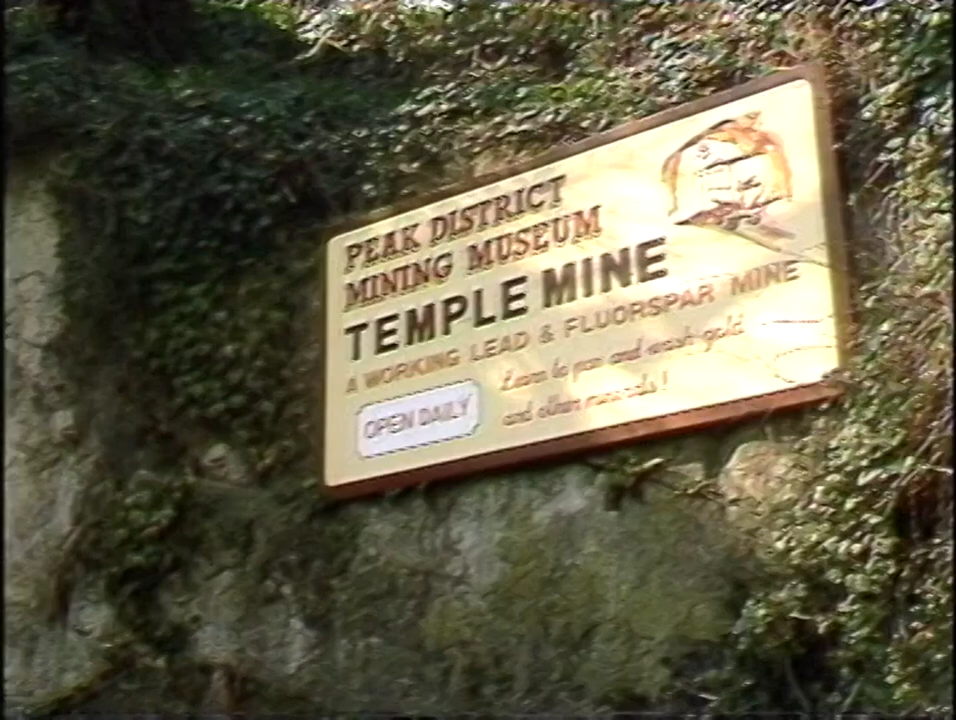 PEAK DISTRICT
MINING MUSEUM
TEMPLE MINE
A WORKING LEAD & FLUORSPAR MINE
Learn to pan and wash gold
and other minerals!
OPEN DAILY